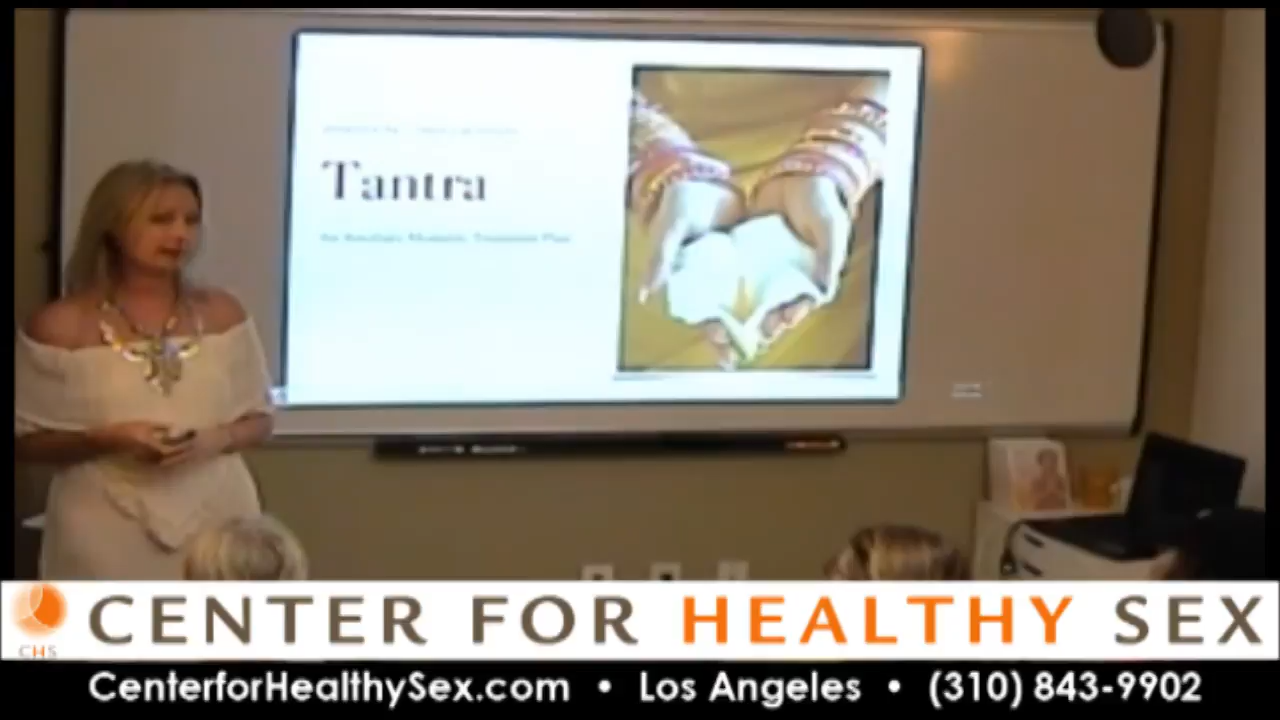 Tantra
CENTER FOR HEALTHY SEX
CHS
CenterforHealthySex.com • Los Angeles • (310) 843-9902